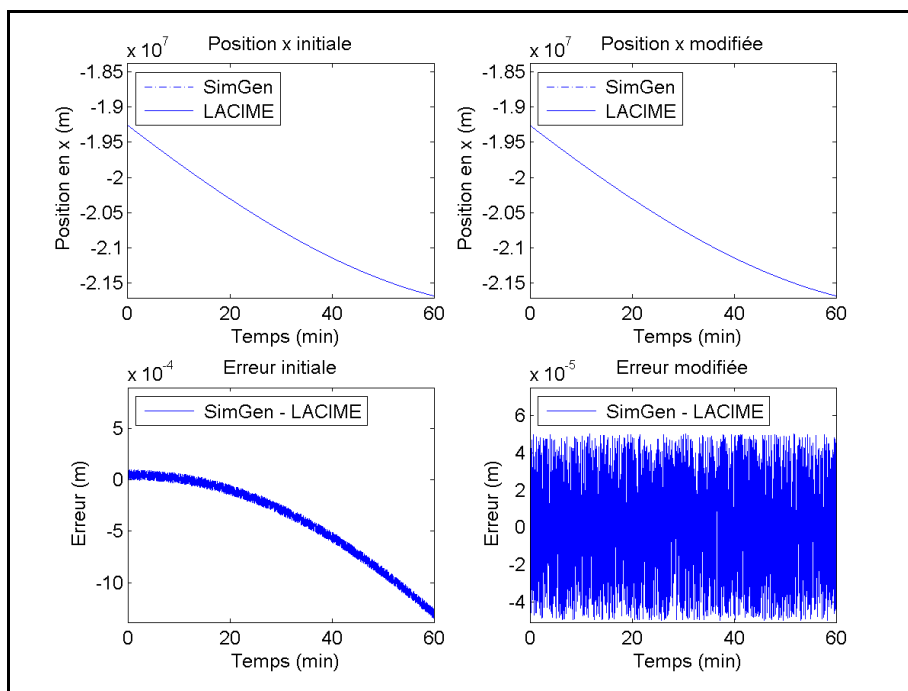 Position x initiale
x 10^7
-1.85
-1.9
-1.95
-2
-2.05
-2.1
-2.15
Position en x (m)
SimGen
LACIME
0 20 40 60
Temps (min)
Position x modifiée
x 10^7
-1.85
-1.9
-1.95
-2
-2.05
-2.1
-2.15
Position en x (m)
SimGen
LACIME
0 20 40 60
Temps (min)
Erreur initiale
x 10^-4
5
0
-5
-10
Erreur (m)
SimGen - LACIME
0 20 40 60
Temps (min)
Erreur modifiée
x 10^-5
6
4
2
0
-2
-4
Erreur (m)
SimGen - LACIME
0 20 40 60
Temps (min)